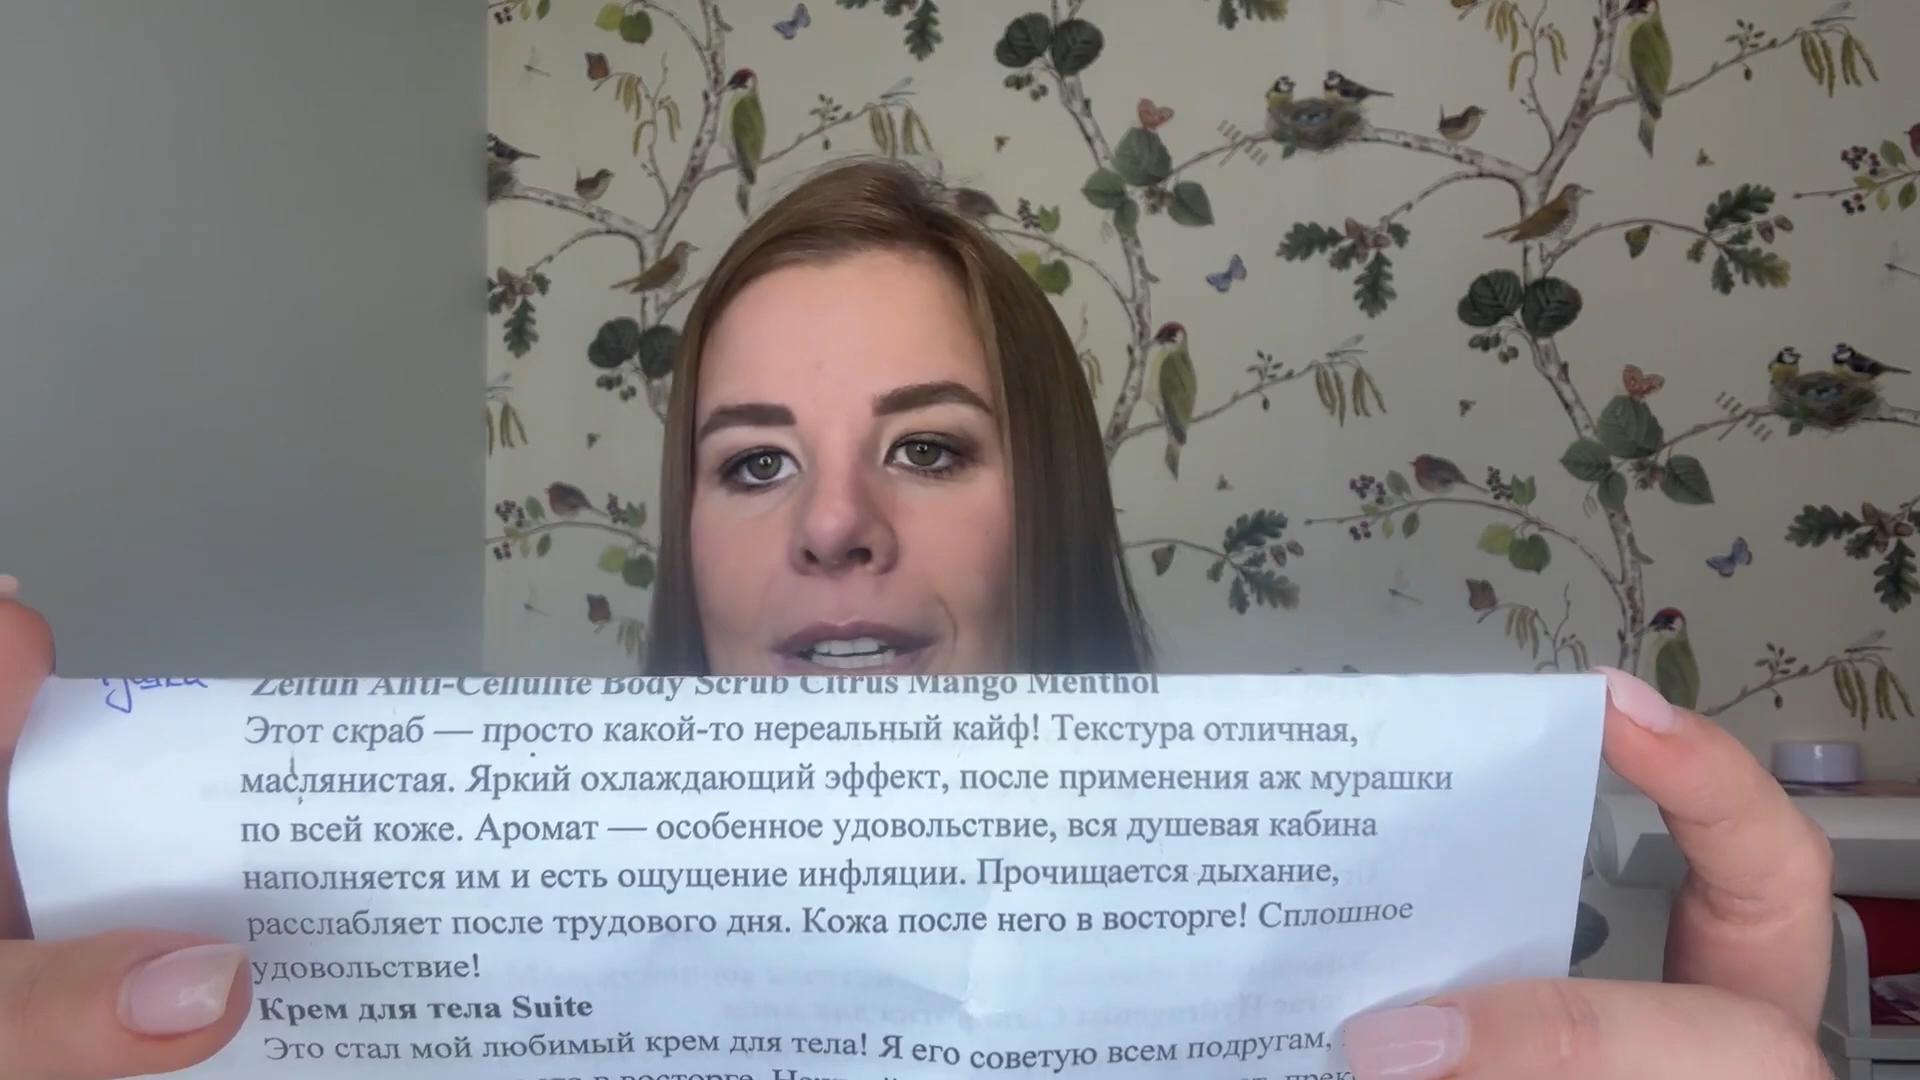 Zeitun Anti-Cellulite Body Scrub Citrus Mango Menthol
Этот скраб — просто какой-то нереальный кайф! Текстура отличная,
маслянистая. Яркий охлаждающий эффект, после применения аж мурашки
по всей коже. Аромат — особенное удовольствие, вся душевая кабина
наполняется им и есть ощущение инфляции. Прочищается дыхание,
расслабляет после трудового дня. Кожа после него в восторге! Сплошное
удовольствие!
Крем для тела Suite
Это стал мой любимый крем для тела! Я его советую всем подругам,
в восторге.